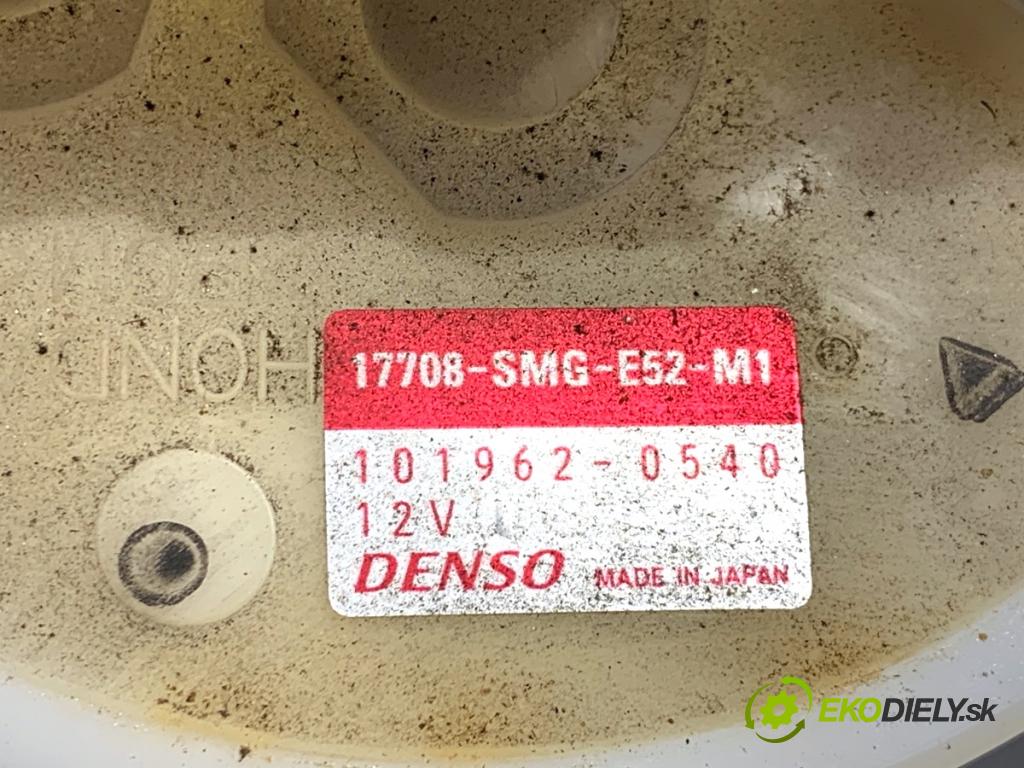 17708-SMG-E52-M1
101962-0540
12V
DENSO MADE IN JAPAN
EKODIELY.sk